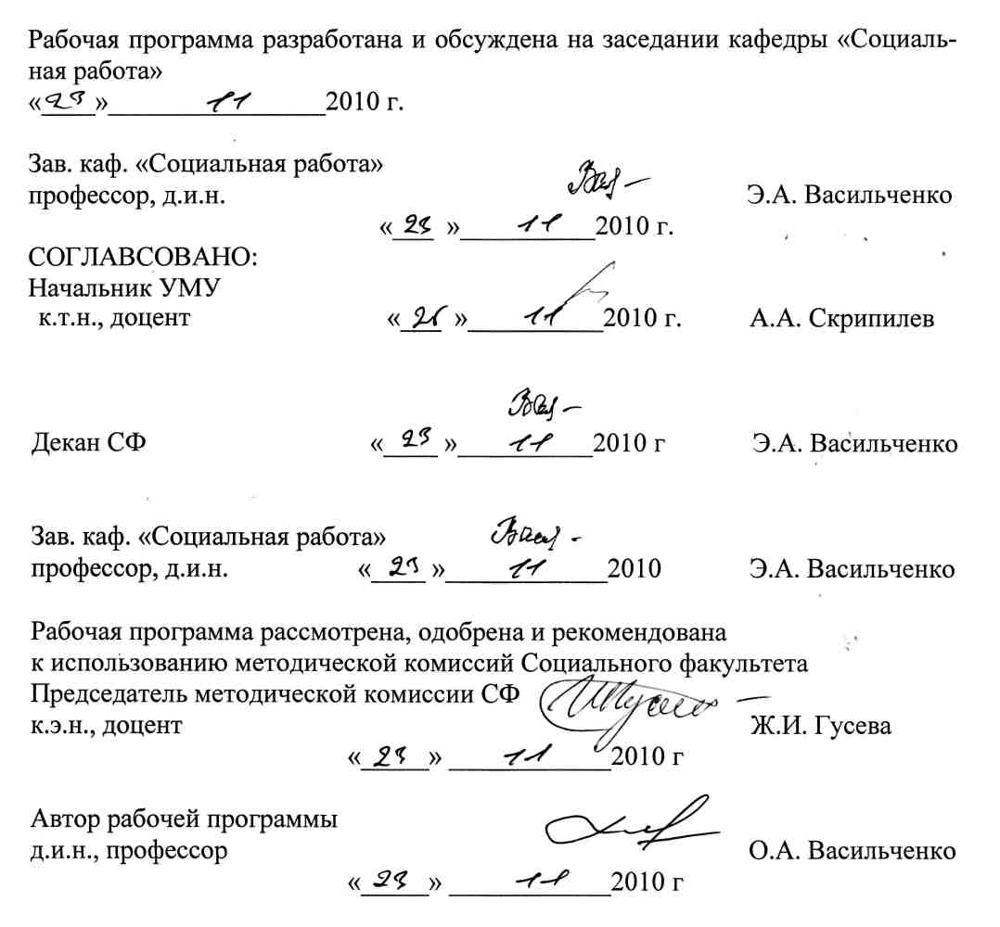 Рабочая программа разработана и обсуждена на заседании кафедры «Социаль-
ная работа»
«23» 11 2010 г.
Зав. каф. «Социальная работа»
профессор, д.и.н. Э.А. Васильченко
«23 » 11 2010 г.
СОГЛАВСОВАНО:
Начальник УМУ
к.т.н., доцент « » 11 2010 г. А.А. Скрипилев
Декан СФ «23 » 11 2010 г Э.А. Васильченко
Зав. каф. «Социальная работа»
профессор, д.и.н. «23 » 11 2010 Э.А. Васильченко
Рабочая программа рассмотрена, одобрена и рекомендована
к использованию методической комиссий Социального факультета
Председатель методической комиссии СФ
к.э.н., доцент Ж.И. Гусева
«23» 11 2010 г
Автор рабочей программы
д.и.н., профессор О.А. Васильченко
«23» 11 2010 г